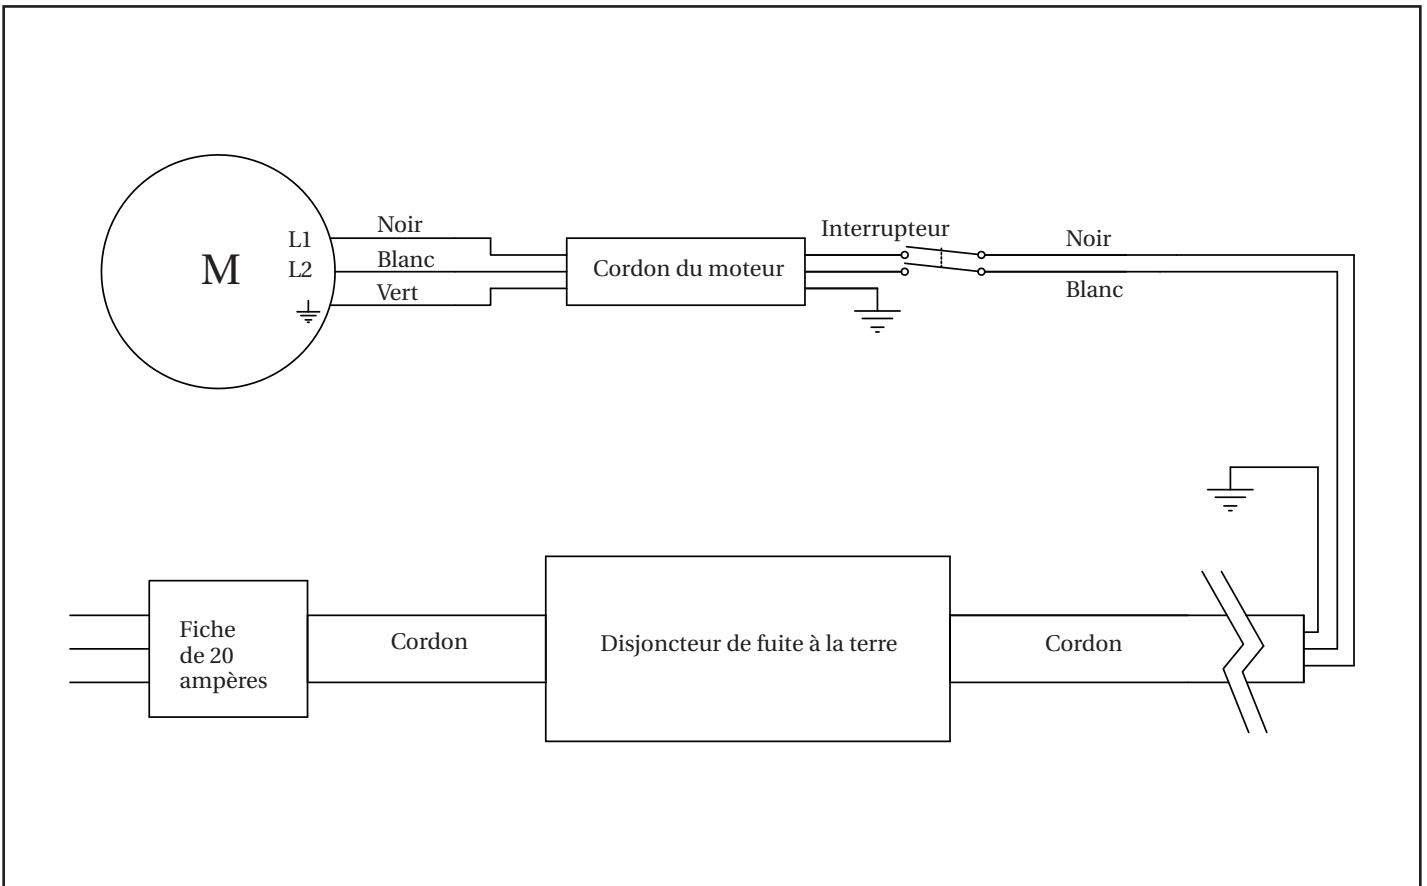 Noir
L1
Blanc
L2
M
Vert
Cordon du moteur
Interrupteur
Noir
Blanc
Fiche
de 20
ampères
Cordon
Disjoncteur de fuite à la terre
Cordon